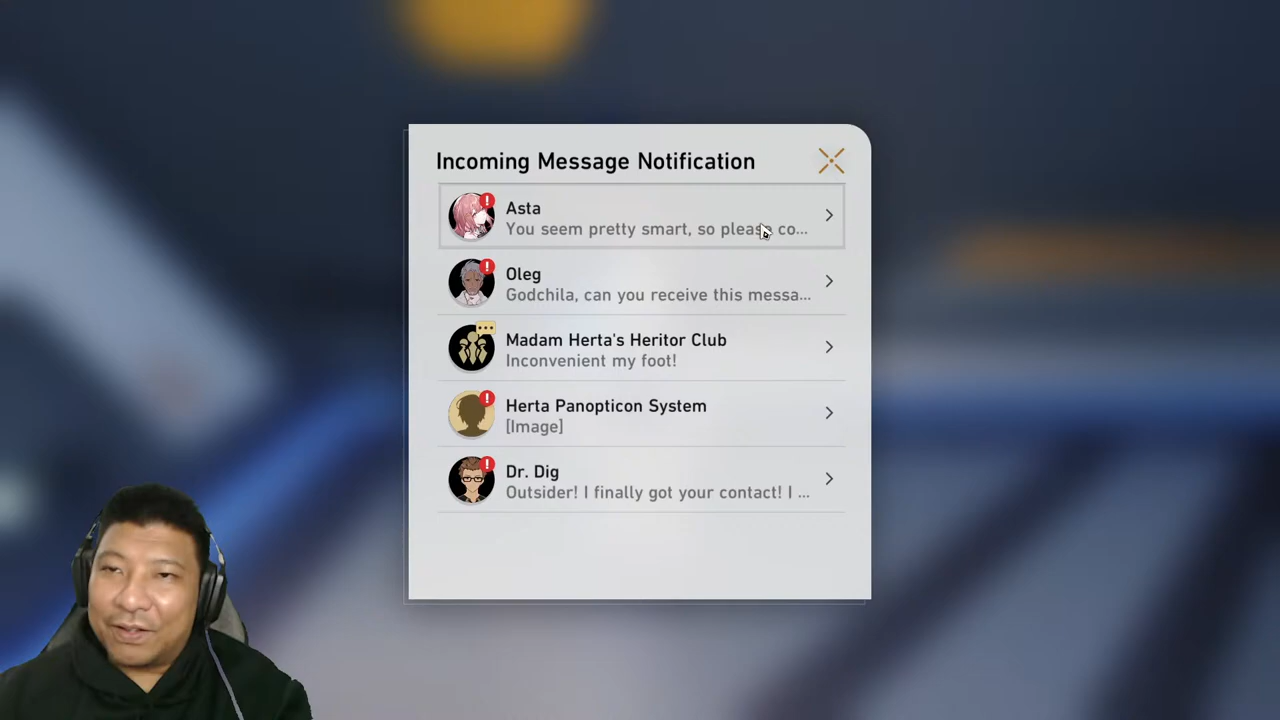 Incoming Message Notification
Asta
You seem pretty smart, so please co...
Oleg
Godchila, can you receive this messa...
Madam Herta's Heritor Club
Inconvenient my foot!
Herta Panopticon System
[Image]
Dr. Dig
Outsider! I finally got your contact! I ...